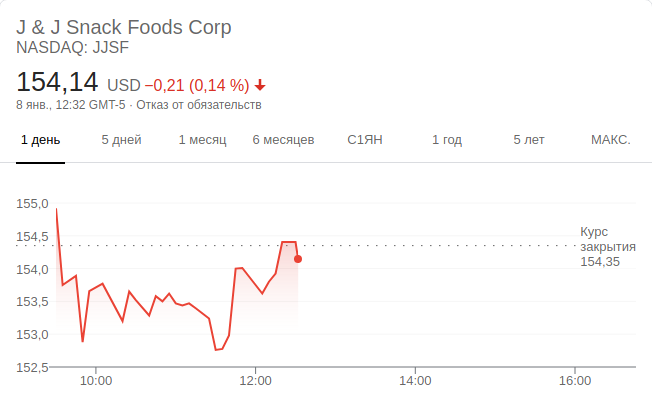 J & J Snack Foods Corp
NASDAQ: JJSF
154,14 USD −0,21 (0,14 %)
8 янв., 12:32 GMT-5 · Отказ от обязательств
1 день 5 дней 1 месяц 6 месяцев С1ЯН 1 год 5 лет МАКС.
155,0
154,5
154,0
153,5
153,0
152,5
Курс
закрытия
154,35
10:00 12:00 14:00 16:00